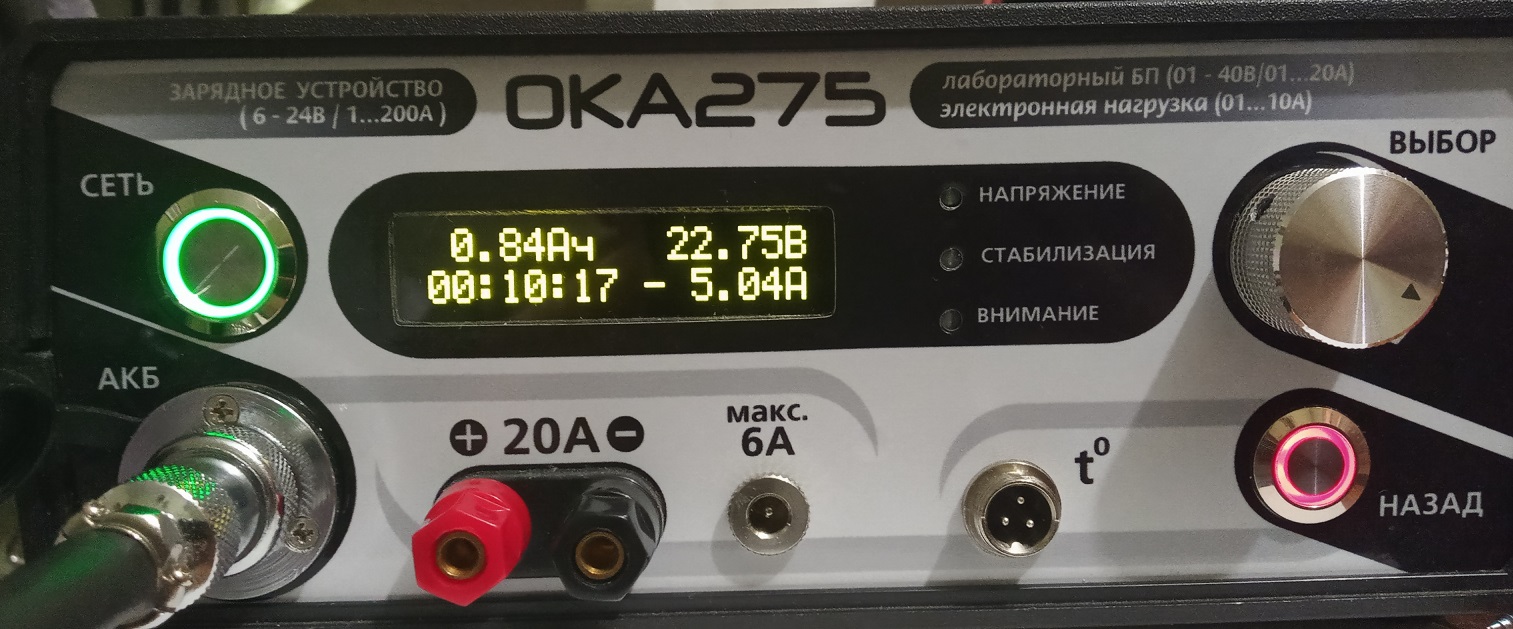 ЗАРЯДНОЕ УСТРОЙСТВО
( 6 - 24В / 1...200А )
ОКА275
лабораторный БП (01 - 40В/01...20А)
электронная нагрузка (01...10А)
ВЫБОР
СЕТЬ
0.84Ач 22.75В
00:10:17 - 5.04А
НАПРЯЖЕНИЕ
СТАБИЛИЗАЦИЯ
ВНИМАНИЕ
АКБ
+ 20А -
макс.
6А
t⁰
НАЗАД